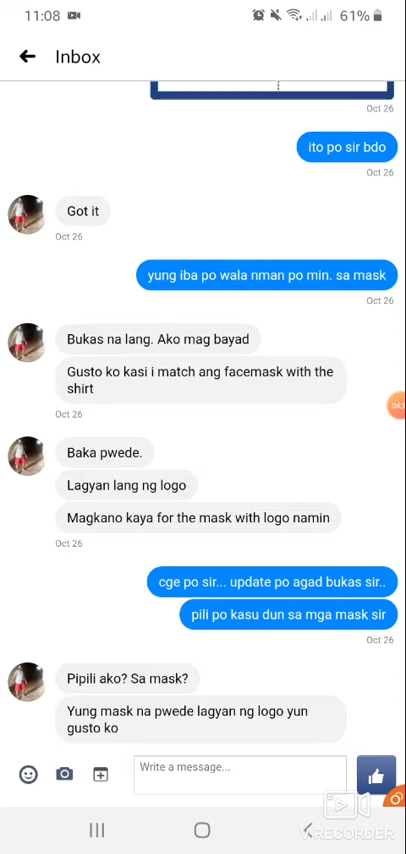 11:08
61%
Inbox
Oct 26
ito po sir bdo
Oct 26
Got it
Oct 26
yung iba po wala nman po min. sa mask
Oct 26
Bukas na lang. Ako mag bayad
Gusto ko kasi i match ang facemask with the
shirt
Oct 26
Baka pwede.
Lagyan lang ng logo
Magkano kaya for the mask with logo namin
Oct 26
cge po sir... update po agad bukas sir..
pili po kasu dun sa mga mask sir
Oct 26
Pipili ako? Sa mask?
Yung mask na pwede lagyan ng logo yun
gusto ko
Write a message...
V RECORDER